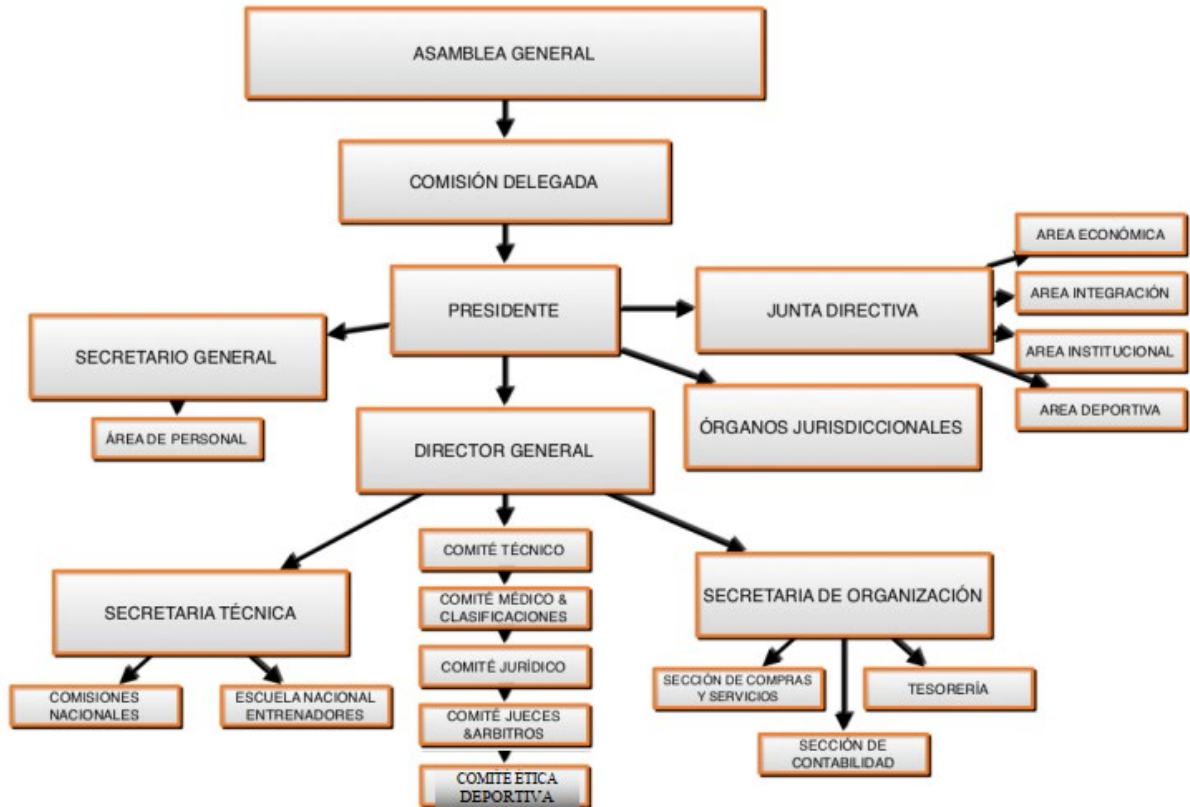 ASAMBLEA GENERAL
COMISIÓN DELEGADA
PRESIDENTE
JUNTA DIRECTIVA
AREA ECONÓMICA
AREA INTEGRACIÓN
AREA INSTITUCIONAL
AREA DEPORTIVA
SECRETARIO GENERAL
ÁREA DE PERSONAL
ÓRGANOS JURISDICCIONALES
DIRECTOR GENERAL
SECRETARIA TÉCNICA
COMISIONES
NACIONALES
ESCUELA NACIONAL
ENTRENADORES
COMITÉ TÉCNICO
COMITÉ MÉDICO &
CLASIFICACIONES
COMITÉ JURÍDICO
COMITÉ JUECES
&ARBITROS
COMITÉ ÉTICA
DEPORTIVA
SECRETARIA DE ORGANIZACIÓN
SECCIÓN DE COMPRAS
Y SERVICIOS
TESORERÍA
SECCIÓN DE
CONTABILIDAD